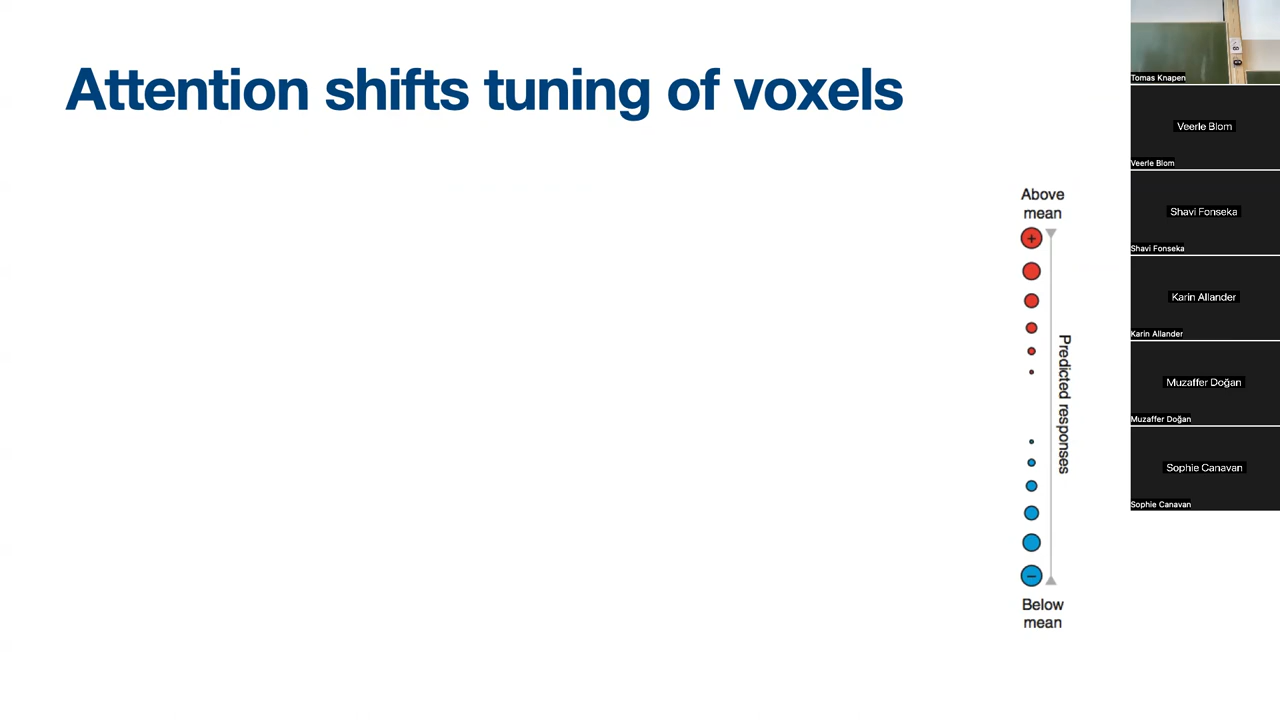 Attention shifts tuning of voxels
Above
mean
+
Predicted responses
−
Below
mean
Tomas Knapen
Veerle Blom
Veerle Blom
Shavi Fonseka
Shavi Fonseka
Karin Allander
Karin Allander
Muzaffer Doğan
Muzaffer Doğan
Sophie Canavan
Sophie Canavan